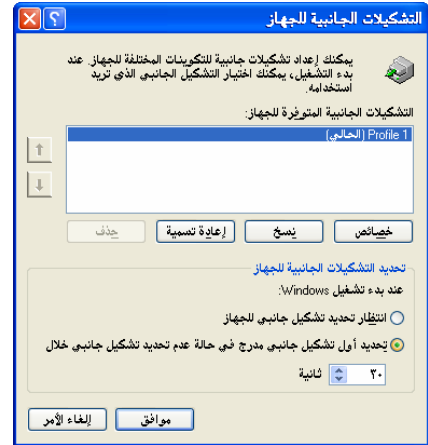 التشكيلات الجانبية للجهاز
يمكنك إعداد تشكيلات جانبية للتكوينات المختلفة للجهاز. عند
بدء التشغيل، يمكنك اختيار التشكيل الجانبي الذي تريد
استخدامه.
التشكيلات الجانبية المتوفرة للجهاز:
Profile 1 (الحالي)
خصائص
نسخ
إعادة تسمية
حذف
تحديد التشكيلات الجانبية للجهاز
عند بدء تشغيل Windows:
انتظار تحديد تشكيل جانبي للجهاز
تحديد أول تشكيل جانبي مدرج في حالة عدم تحديد تشكيل جانبي خلال
٣٠ ثانية
موافق
إلغاء الأمر